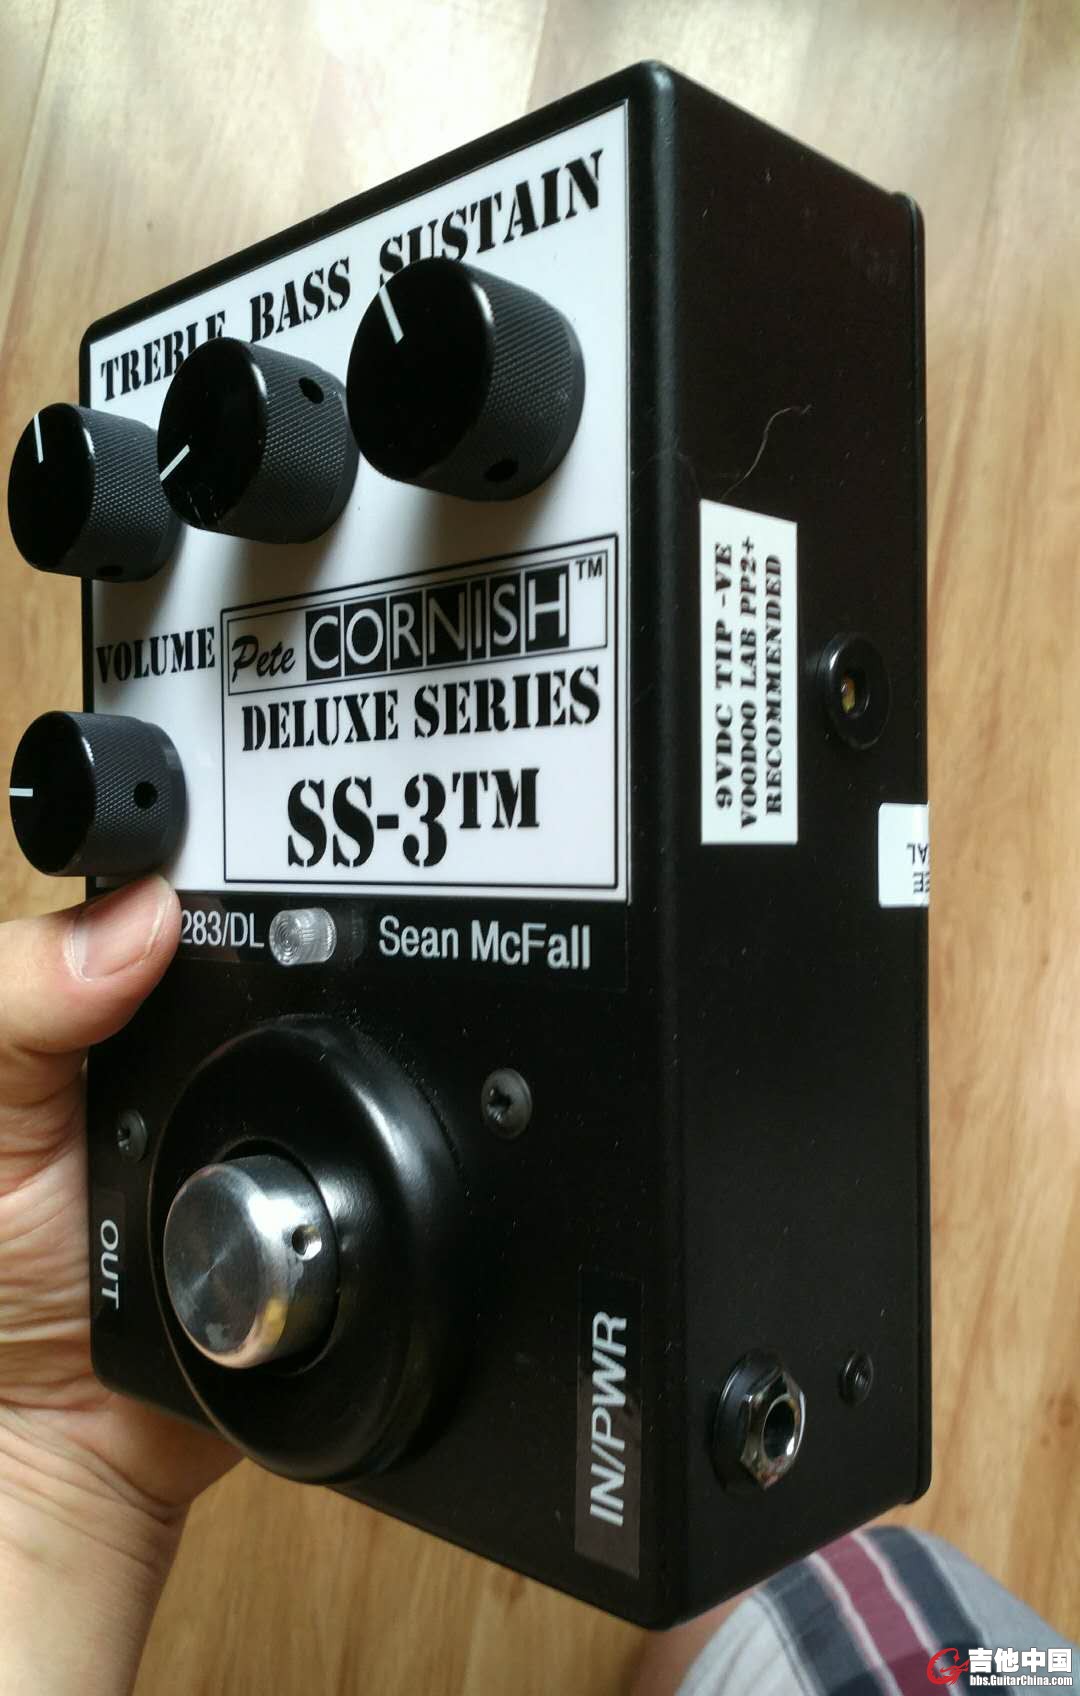 TREBLE BASS SUSTAIN
VOLUME
Pete CORNISH™
DELUXE SERIES
SS-3™
283/DL Sean McFall
OUT
IN/PWR
9VDC TIP -VE
VOODOO LAB PP2+
RECOMMENDED
吉他中国
bbs.GuitarChina.com